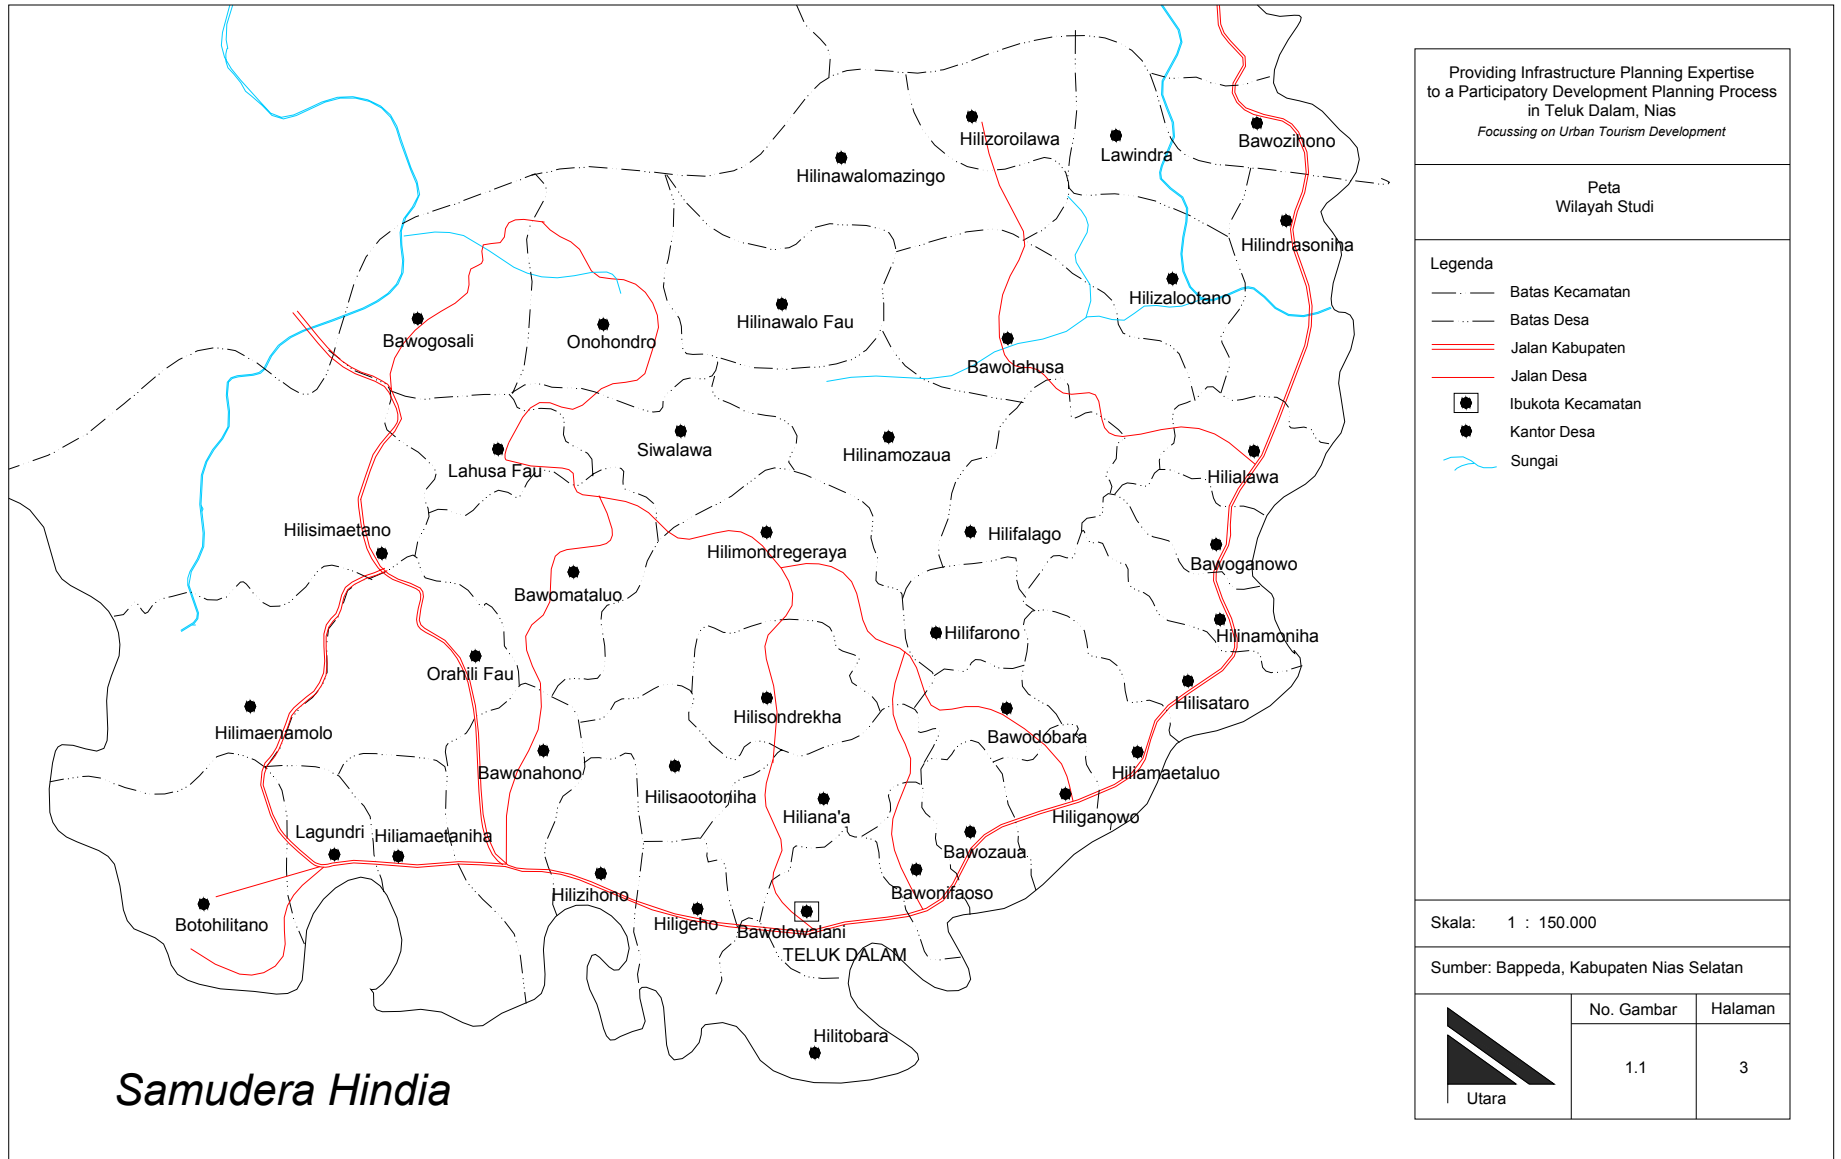 Hilizoroilawa
Lawindra
Bawozihono
Hilinawalomazingo
Hilindrasoniha
Hilizalootano
Hilinawalo Fau
Bawogosali
Onohondro
Bawolahusa
Siwalawa
Hilinamozaua
Lahusa Fau
Hilialawa
Hilisimaetano
Hilimondregeraya
Hilifalago
Bawoganowo
Bawomataluo
Hilifarono
Hilinamoniha
Orahili Fau
Hilisataro
Hilimaenamolo
Hilisondrekha
Bawodobara
Bawonahono
Hiliamaetaluo
Hilisaootoniha
Hiliana'a
Hiliganowo
Lagundri
Hiliamaetaniha
Bawozaua
Hilizihono
Bawonifaoso
Botohilitano
Hiligeho
Bawolowalani
TELUK DALAM
Hilitobara
Samudera Hindia
Providing Infrastructure Planning Expertise
to a Participatory Development Planning Process
in Teluk Dalam, Nias
Focussing on Urban Tourism Development
Peta
Wilayah Studi
Legenda
Batas Kecamatan
Batas Desa
Jalan Kabupaten
Jalan Desa
Ibukota Kecamatan
Kantor Desa
Sungai
Skala: 1 : 150.000
Sumber: Bappeda, Kabupaten Nias Selatan
No. Gambar
Halaman
1.1
3
Utara